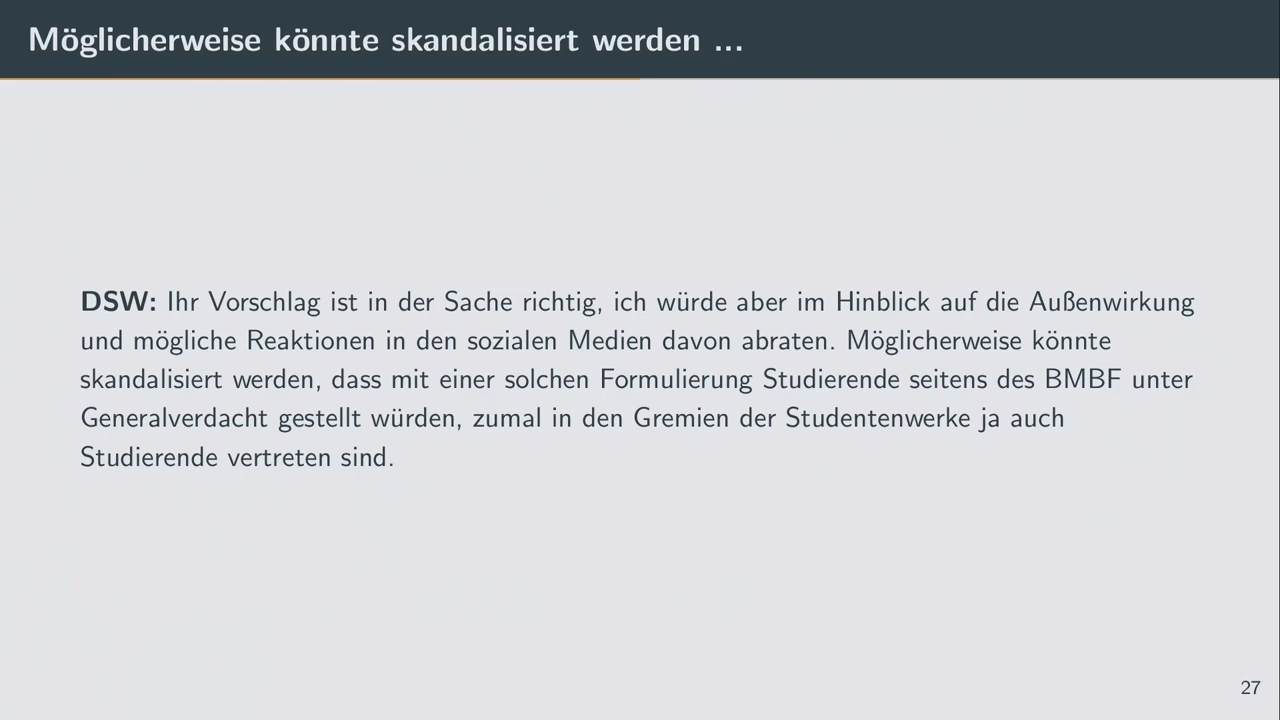 Möglicherweise könnte skandalisiert werden ...
DSW: Ihr Vorschlag ist in der Sache richtig, ich würde aber im Hinblick auf die Außenwirkung
und mögliche Reaktionen in den sozialen Medien davon abraten. Möglicherweise könnte
skandalisiert werden, dass mit einer solchen Formulierung Studierende seitens des BMBF unter
Generalverdacht gestellt würden, zumal in den Gremien der Studentenwerke ja auch
Studierende vertreten sind.
27